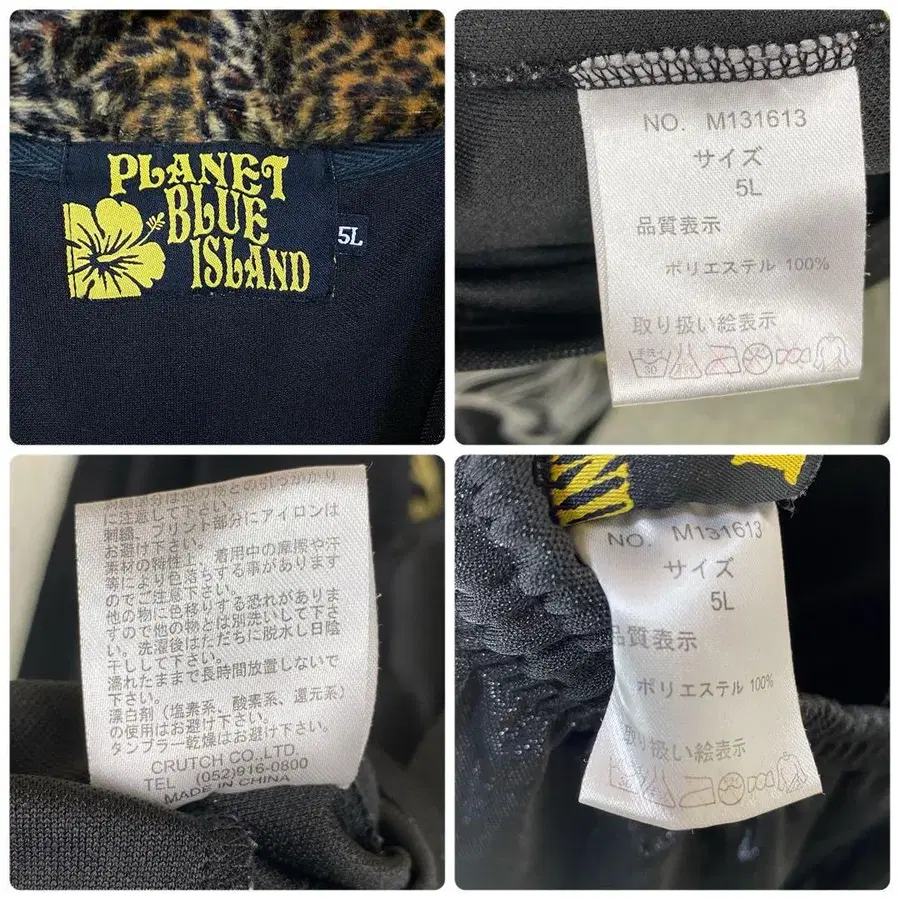 PLANET
BLUE
ISLAND
5L
NO. M131613
サイズ
5L
品質表示
ポリエステル 100%
取り扱い絵表示
手洗イ
30
に注意して下さい。
刺繍、プリント部分にアイロンは
お避け下さい。
素材の特性上、着用中の摩擦や汗
等により色落ちする事があります
のでご注意下さい。
他の物に色移りする恐れがありま
すので他の物とは別洗いして下さ
い。洗濯後はただちに脱水し日陰
干しして下さい。
濡れたままで長時間放置しないで
下さい。
漂白剤（塩素系、酸素系、還元系）
の使用はお避け下さい。
タンブラー乾燥はお避け下さい。
CRUTCH CO.,LTD.
TEL (052)916-0800
MADE IN CHINA
NO. M131613
サイズ
5L
品質表示
ポリエステル 100%
取り扱い絵表示